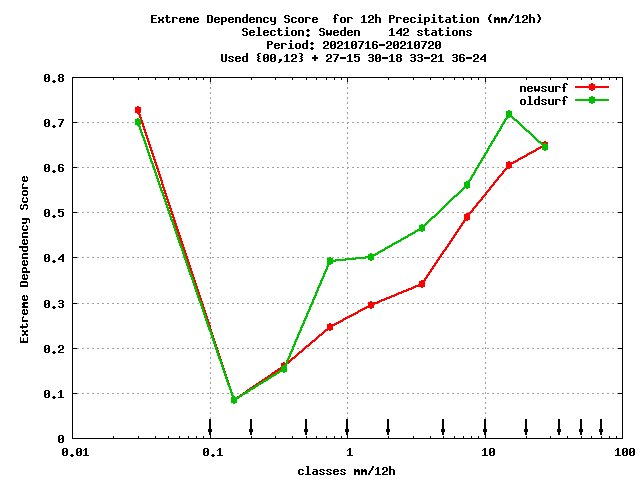 Extreme Dependency Score  for 12h Precipitation (mm/12h)
Selection: Sweden    142 stations
Period: 20210716-20210720
Used {00,12} + 27-15 30-18 33-21 36-24
newsurf
oldsurf
0.8
0.7
0.6
0.5
0.4
0.3
0.2
0.1
0
Extreme Dependency Score
0.01 0.1 1 10 100
classes mm/12h